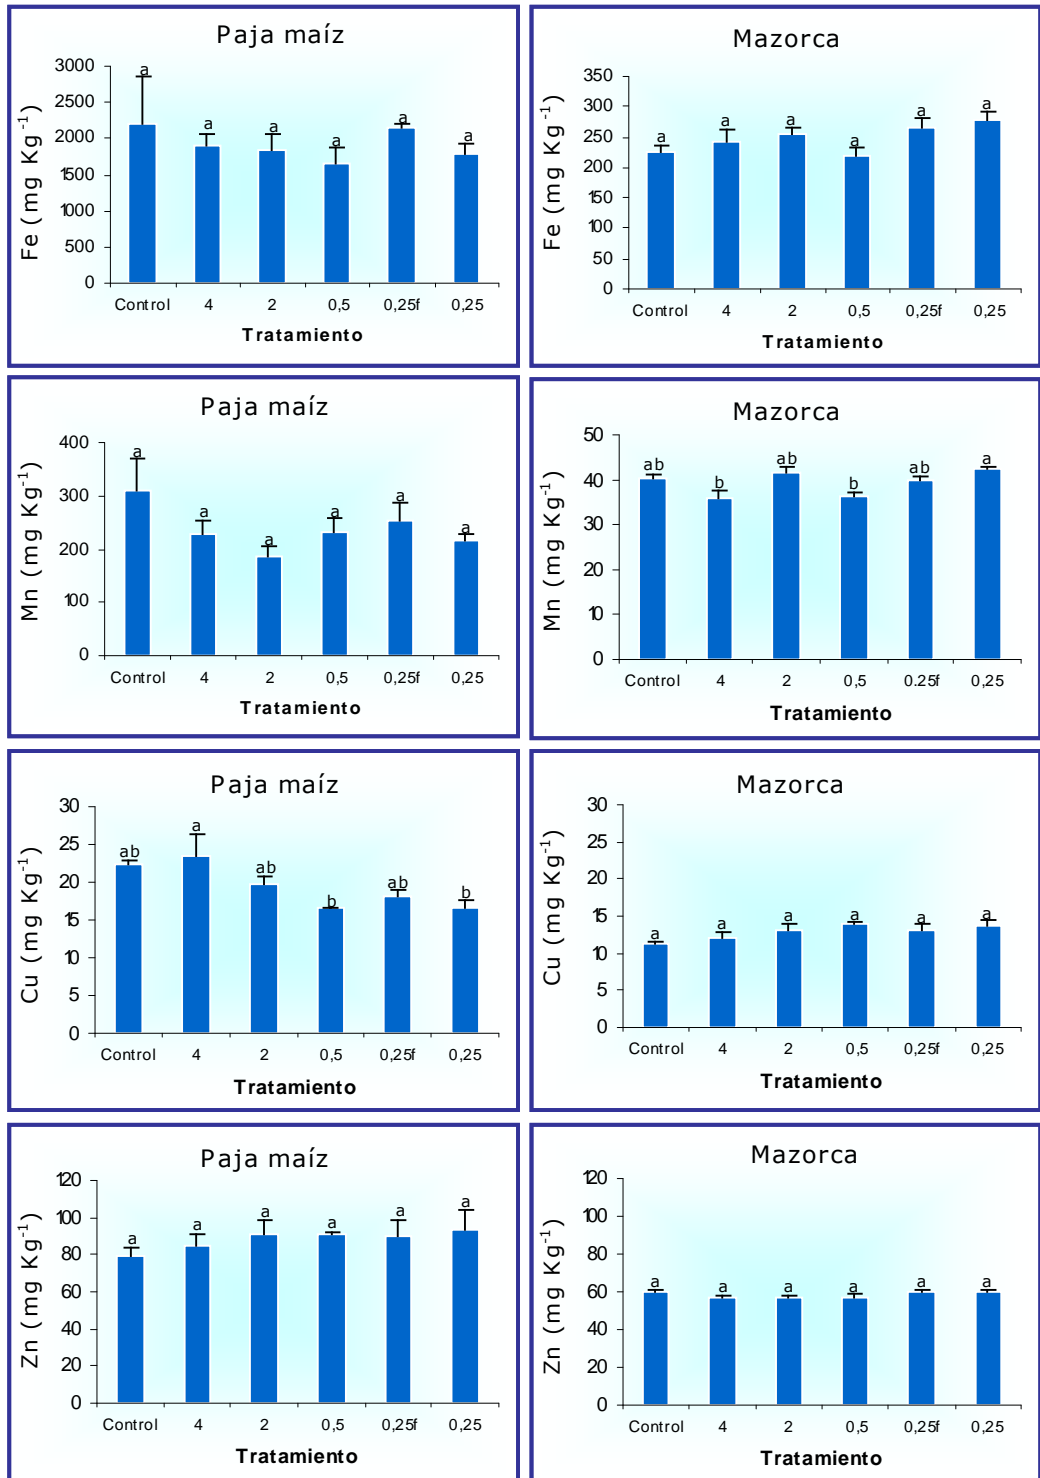 Paja maíz
Fe (mg Kg-1)
3000
2500
2000
1500
1000
500
0
a a a a a a
Control 4 2 0,5 0,25f 0,25
Tratamiento
Mazorca
Fe (mg Kg-1)
350
300
250
200
150
100
50
0
a a a a a a
Control 4 2 0,5 0,25f 0,25
Tratamiento
Paja maíz
Mn (mg Kg-1)
400
300
200
100
0
a a a a a a
Control 4 2 0,5 0,25f 0,25
Tratamiento
Mazorca
Mn (mg Kg-1)
50
40
30
20
10
0
ab b ab b ab a
Control 4 2 0,5 0.25f 0,25
Tratamiento
Paja maíz
Cu (mg Kg-1)
30
25
20
15
10
5
0
ab a ab b ab b
Control 4 2 0,5 0,25f 0,25
Tratamiento
Mazorca
Cu (mg Kg-1)
30
25
20
15
10
5
0
a a a a a a
Control 4 2 0,5 0,25f 0,25
Tratamiento
Paja maíz
Zn (mg Kg-1)
120
100
80
60
40
20
0
a a a a a a
Control 4 2 0,5 0,25f 0,25
Tratamiento
Mazorca
Zn (mg Kg-1)
120
100
80
60
40
20
0
a a a a a a
Control 4 2 0,5 0,25f 0,25
Tratamiento